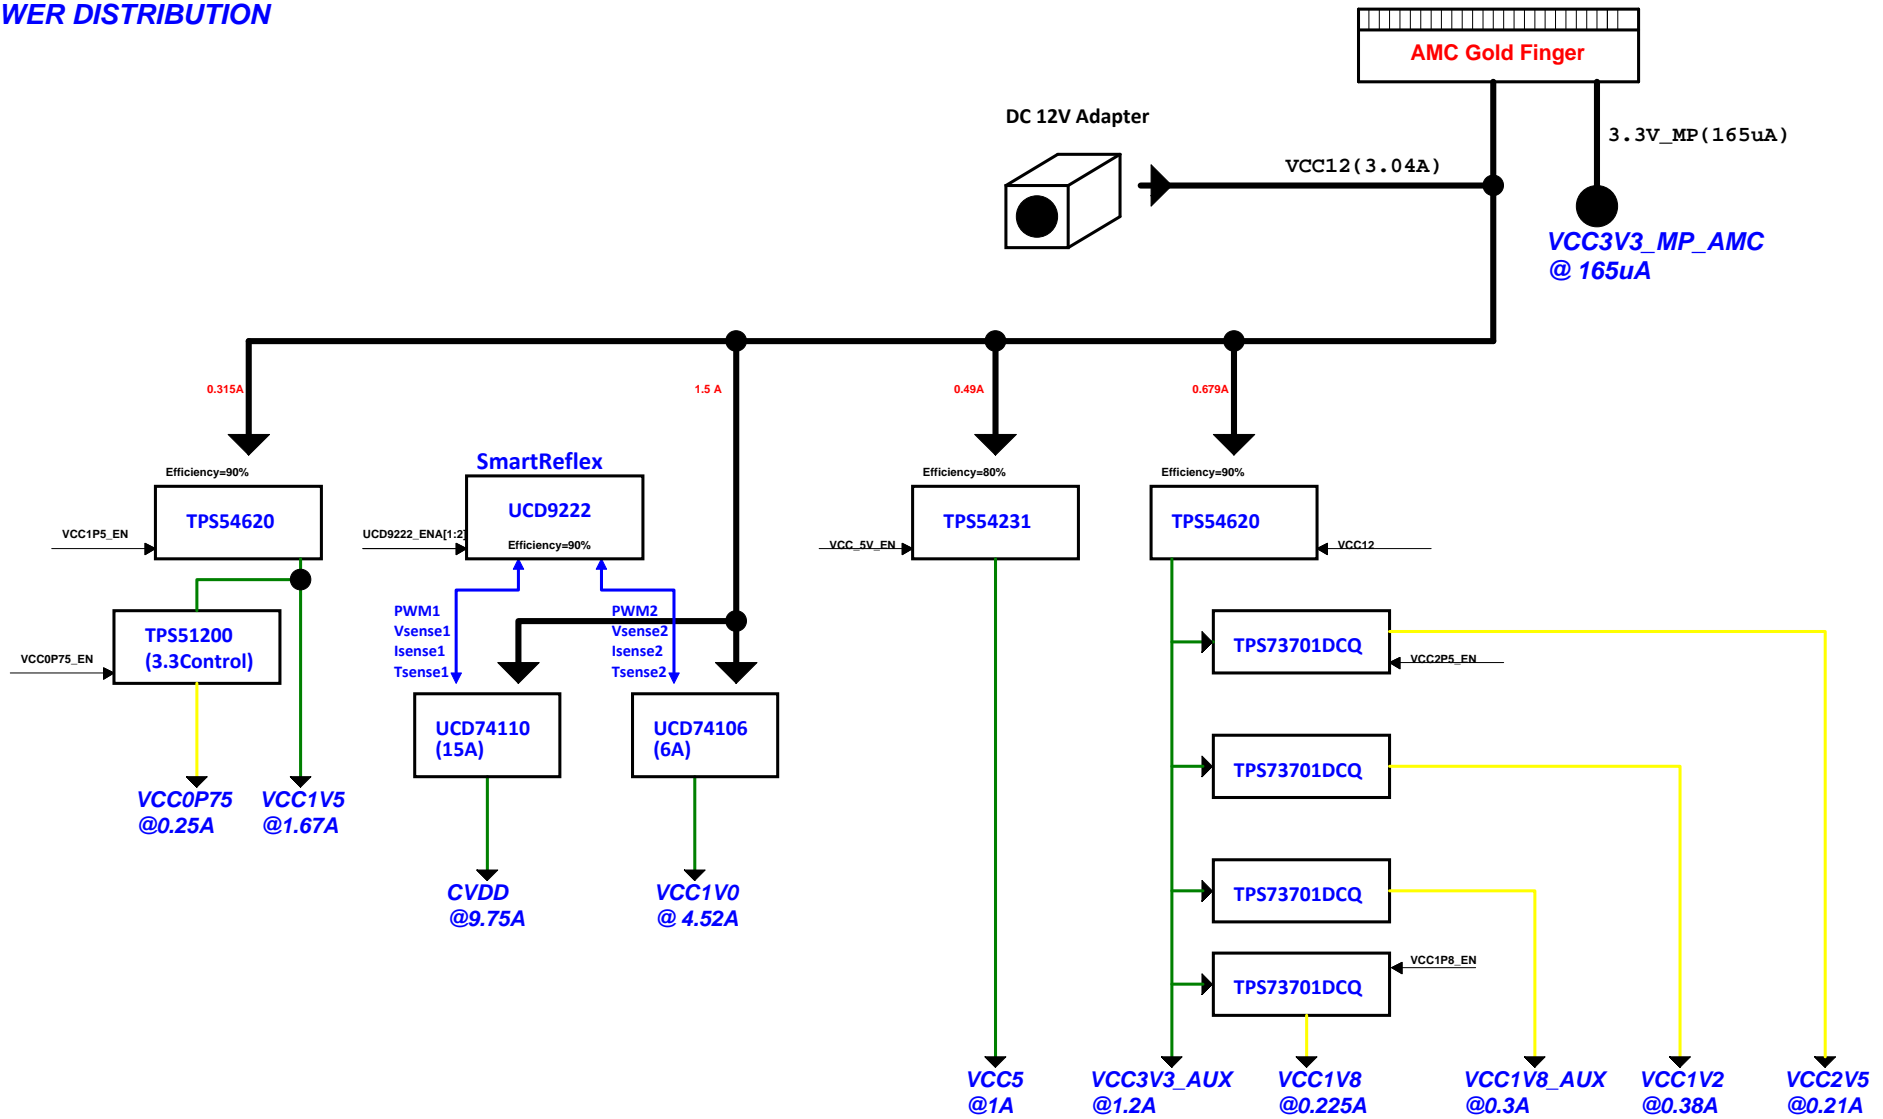 WER DISTRIBUTION
AMC Gold Finger
DC 12V Adapter
3.3V_MP(165uA)
VCC12(3.04A)
VCC3V3_MP_AMC
@ 165uA
0.315A
1.5 A
0.49A
0.679A
Efficiency=90%
SmartReflex
Efficiency=80%
Efficiency=90%
TPS54620
UCD9222
TPS54231
TPS54620
VCC1P5_EN
UCD9222_ENA[1:2]
Efficiency=90%
VCC_5V_EN
VCC12
PWM1
Vsense1
Isense1
Tsense1
PWM2
Vsense2
Isense2
Tsense2
TPS51200
(3.3Control)
VCC0P75_EN
TPS73701DCQ
VCC2P5_EN
UCD74110
(15A)
UCD74106
(6A)
TPS73701DCQ
VCC0P75
@0.25A
VCC1V5
@1.67A
CVDD
@9.75A
VCC1V0
@ 4.52A
TPS73701DCQ
VCC1P8_EN
TPS73701DCQ
VCC5
@1A
VCC3V3_AUX
@1.2A
VCC1V8
@0.225A
VCC1V8_AUX
@0.3A
VCC1V2
@0.38A
VCC2V5
@0.21A